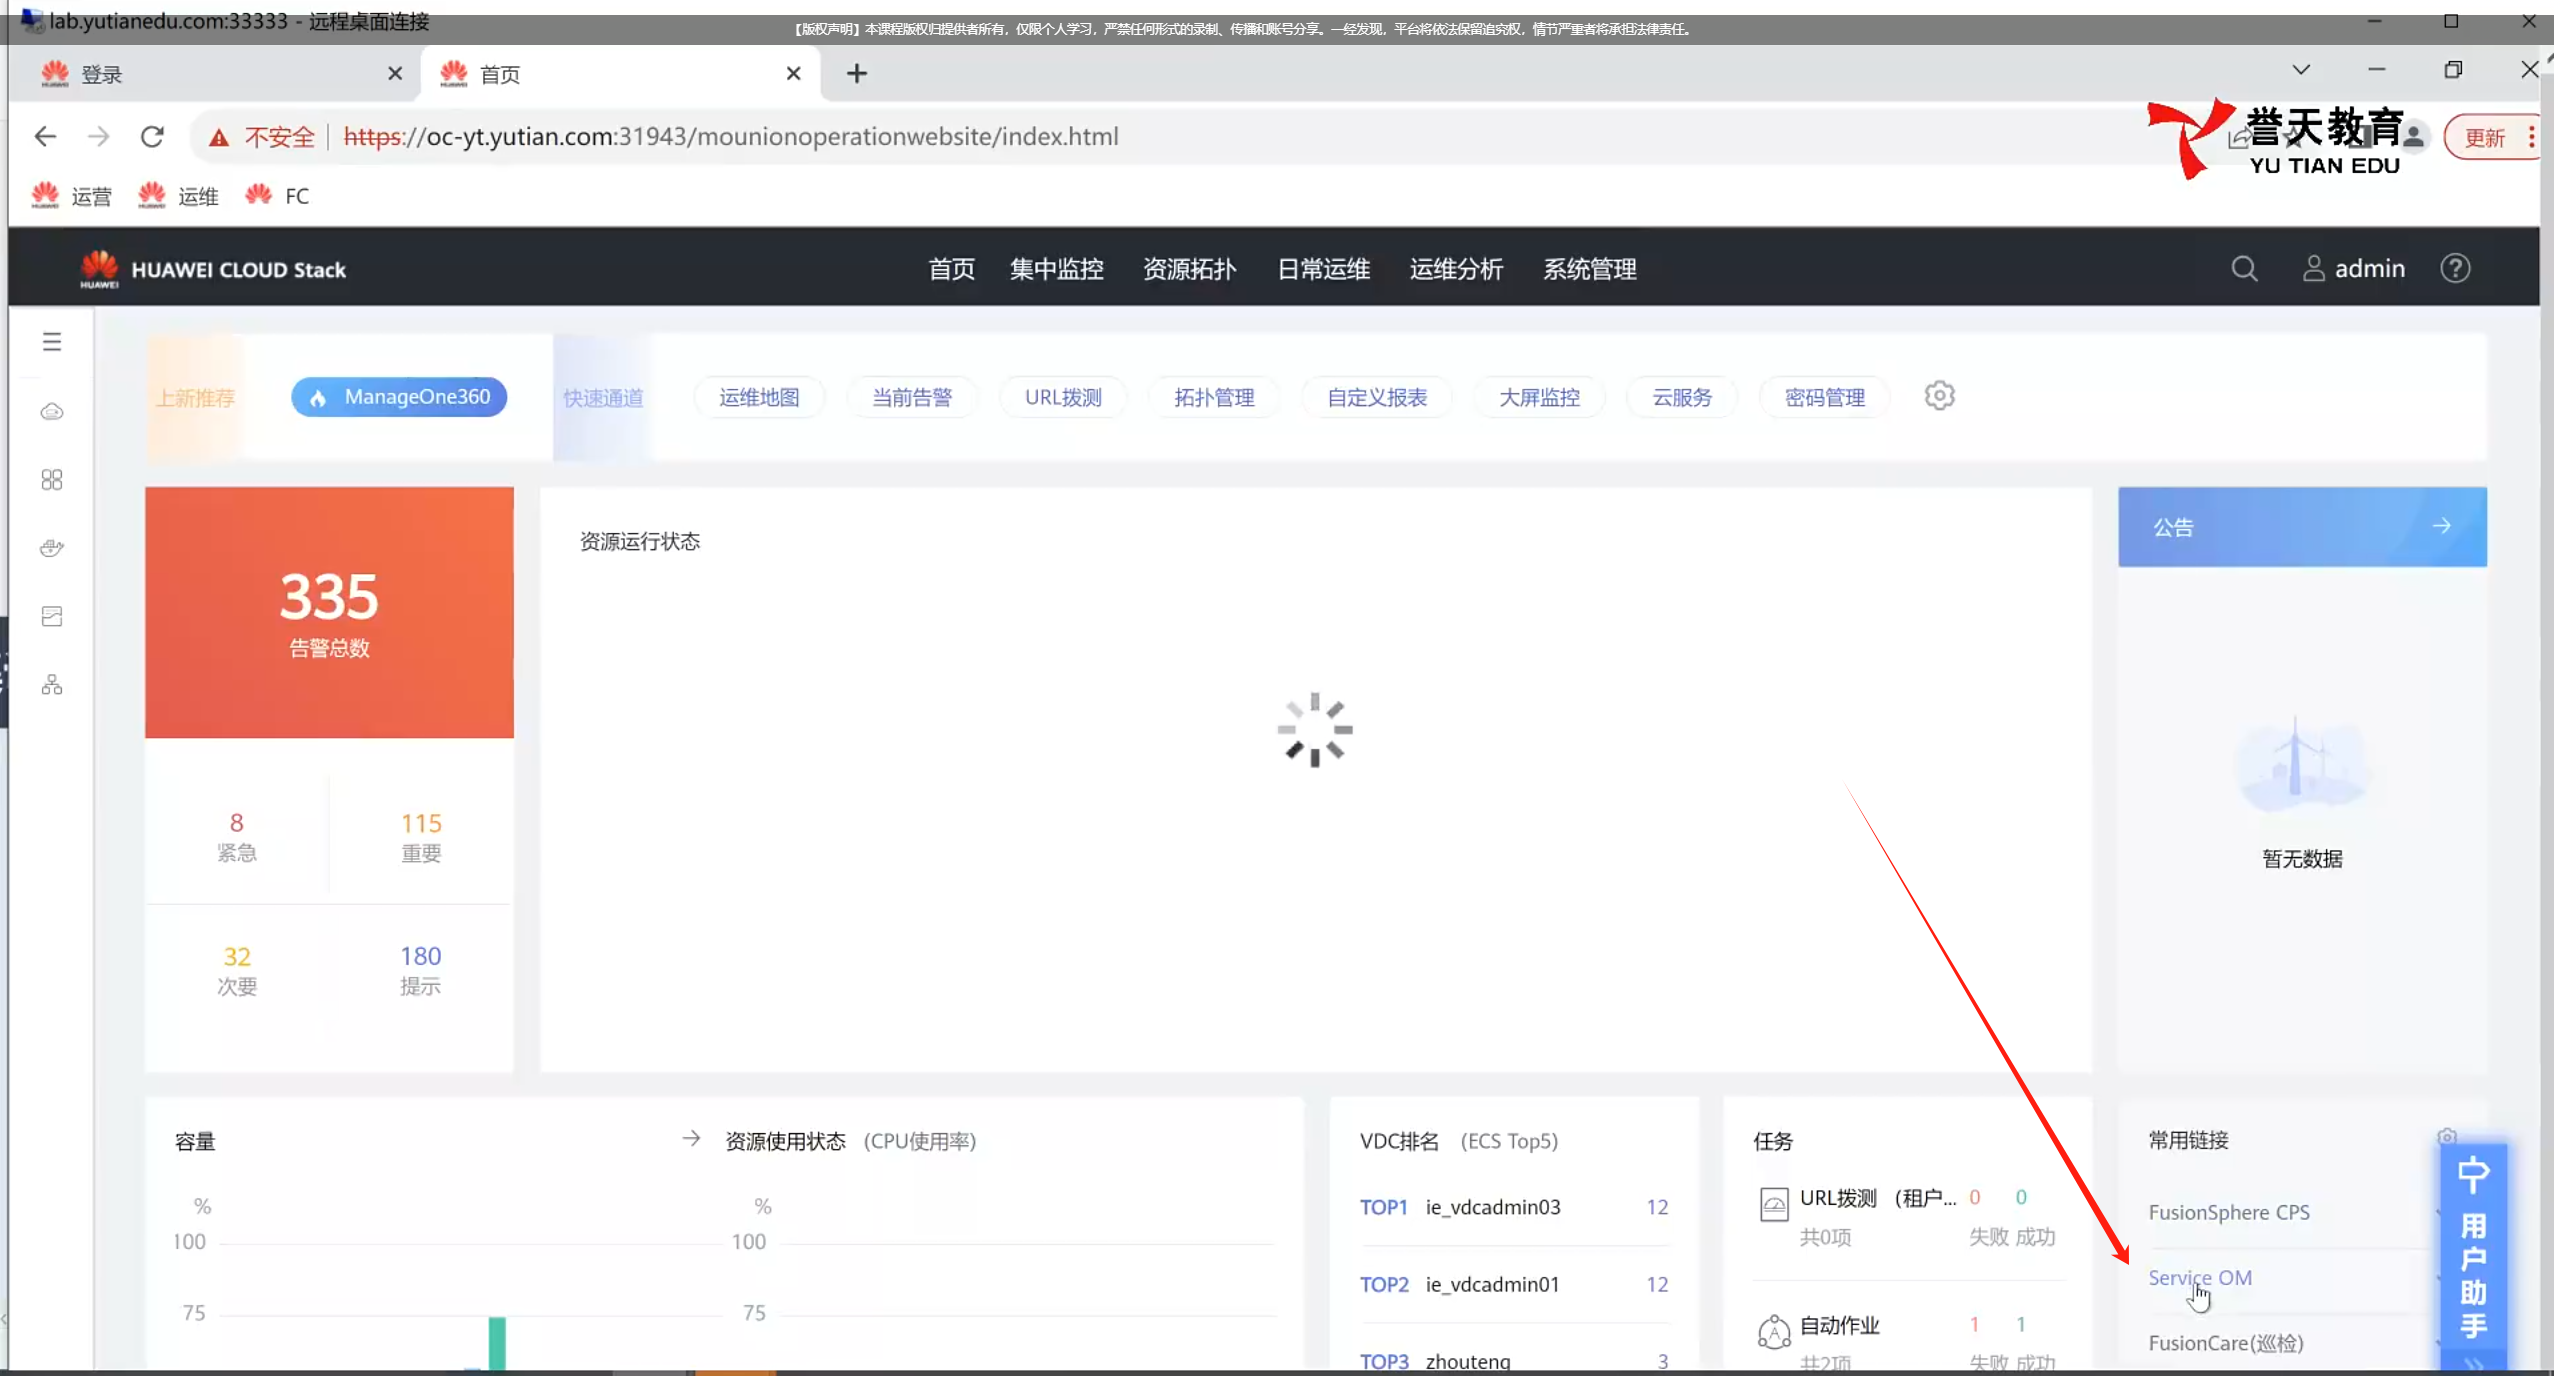 lab.yutianedu.com:33333 - 远程桌面连接
【版权声明】本课程版权归提供者所有，仅限个人学习，严禁任何形式的录制、传播和账号分享。一经发现，平台将依法保留追究权，情节严重者将承担法律责任。
登录
首页
不安全
https://oc-yt.yutian.com:31943/mounionoperationwebsite/index.html
誉天教育
YU TIAN EDU
更新
运营
运维
FC
HUAWEI
HUAWEI CLOUD Stack
首页 集中监控 资源拓扑 日常运维 运维分析 系统管理
admin
上新推荐
ManageOne360
快速通道
运维地图 当前告警 URL拨测 拓扑管理 自定义报表 大屏监控 云服务 密码管理
335
告警总数
8
紧急
115
重要
32
次要
180
提示
资源运行状态
公告
暂无数据
容量
%
100
75
资源使用状态 (CPU使用率)
%
100
75
VDC排名 (ECS Top5)
TOP1 ie_vdcadmin03 12
TOP2 ie_vdcadmin01 12
TOP3 zhouteng 3
任务
URL拨测 (租户... 0 0
共0项 失败 成功
自动作业 1 1
共2项 失败 成功
常用链接
FusionSphere CPS
Service OM
FusionCare(巡检)
用户助手